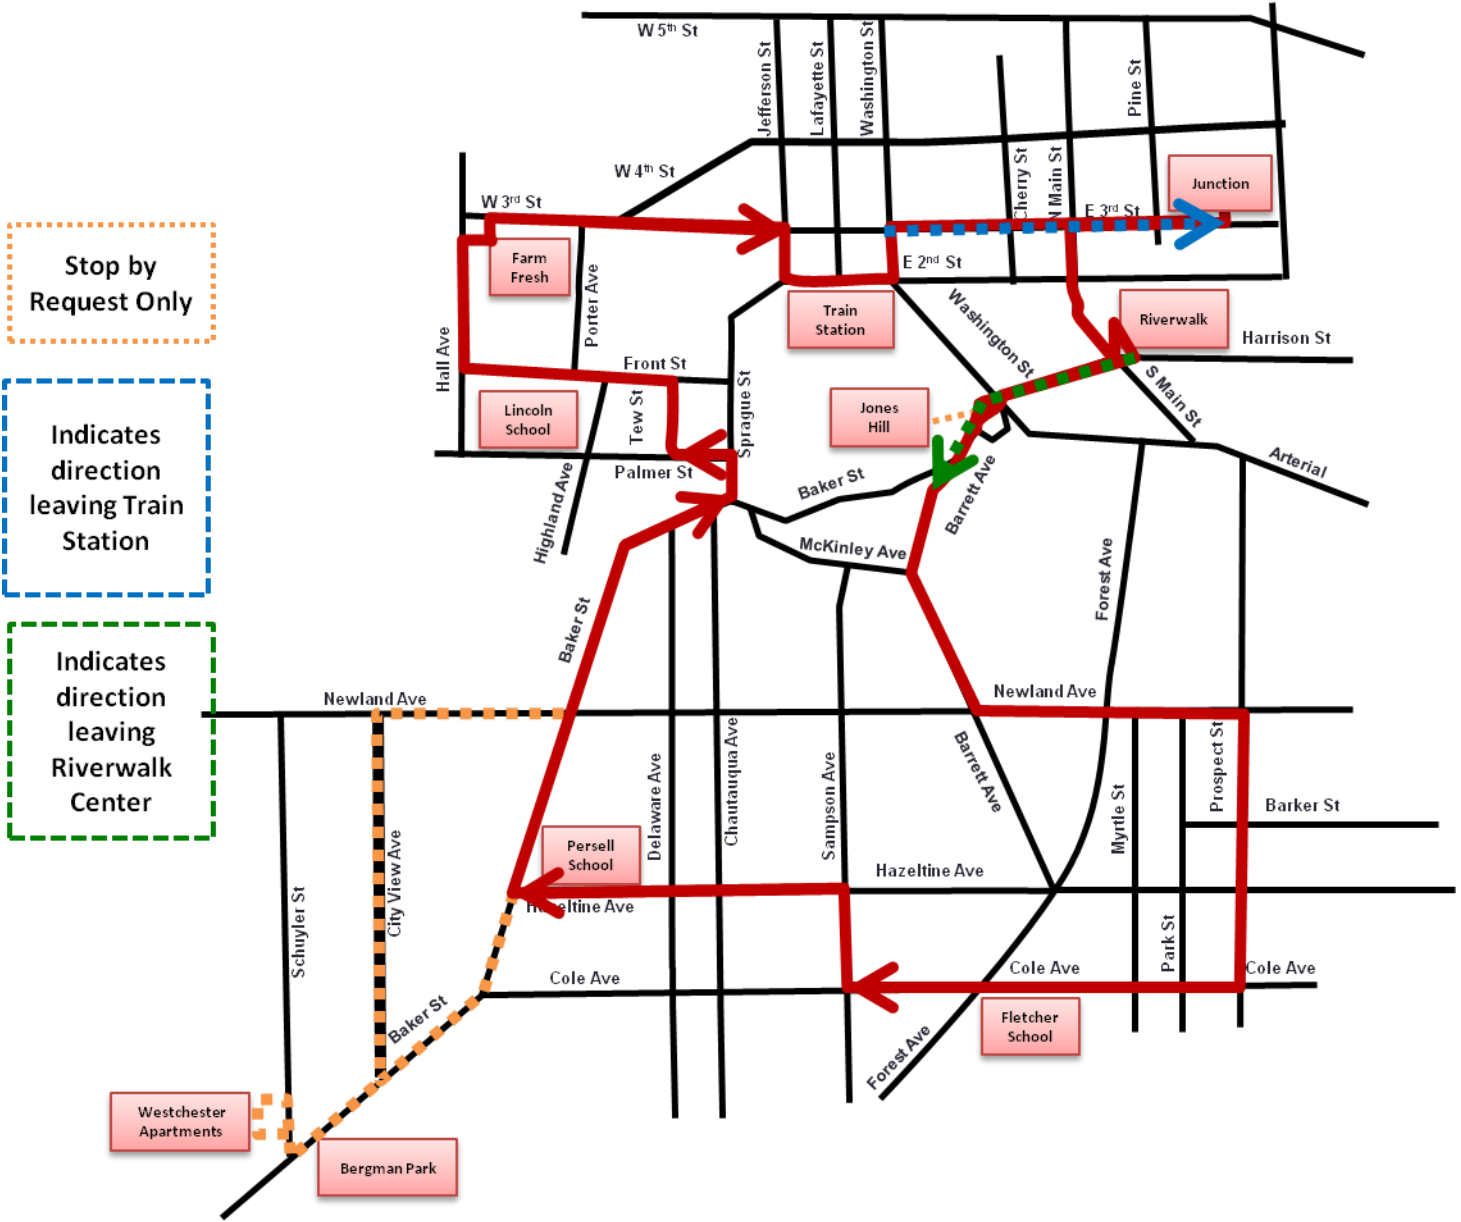 W 5th St
Jefferson St
Lafayette St
Washington St
Pine St
W 4th St
Cherry St
N Main St
Junction
W 3rd St
E 3rd St
Stop by
Request Only
Farm
Fresh
E 2nd St
Porter Ave
Train
Station
Washington St
Riverwalk
Harrison St
Hall Ave
Front St
S Main St
Indicates
direction
leaving Train
Station
Lincoln
School
Tew St
Sprague St
Jones
Hill
Palmer St
Highland Ave
Baker St
Barrett Ave
Arterial
McKinley Ave
Forest Ave
Baker St
Indicates
direction
leaving
Riverwalk
Center
Newland Ave
Newland Ave
Delaware Ave
Chautauqua Ave
Sampson Ave
Barrett Ave
Myrtle St
Prospect St
Barker St
Persell
School
City View Ave
Schuyler St
Hazeltine Ave
Hazeltine Ave
Park St
Cole Ave
Cole Ave
Cole Ave
Baker St
Fletcher
School
Forest Ave
Westchester
Apartments
Bergman Park